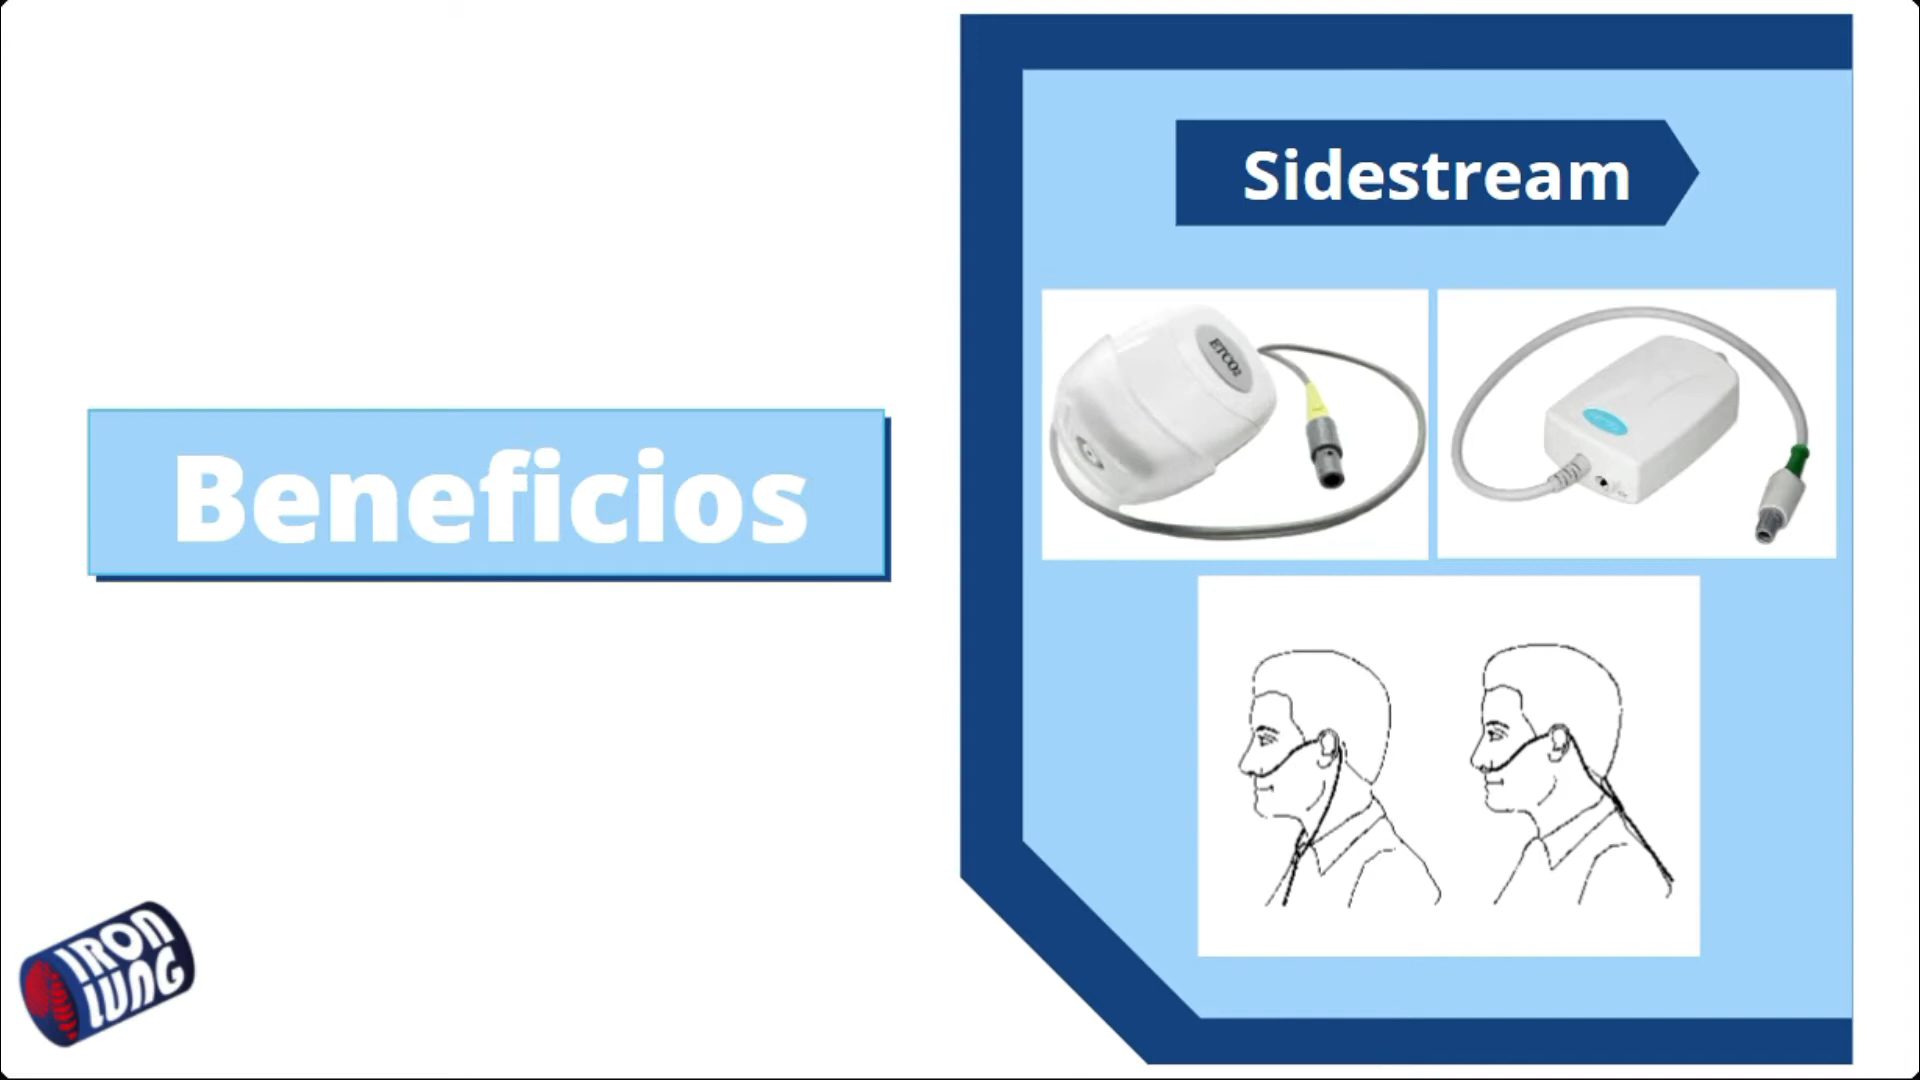 Sidestream
ETCO2
Beneficios
IRON
LUNG